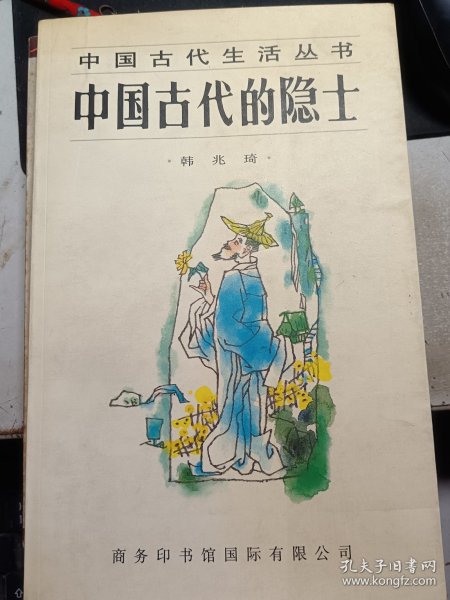 中国古代生活丛书
中国古代的隐士
·韩兆琦·
商务印书馆国际有限公司
孔夫子旧书网
www.kongfz.com